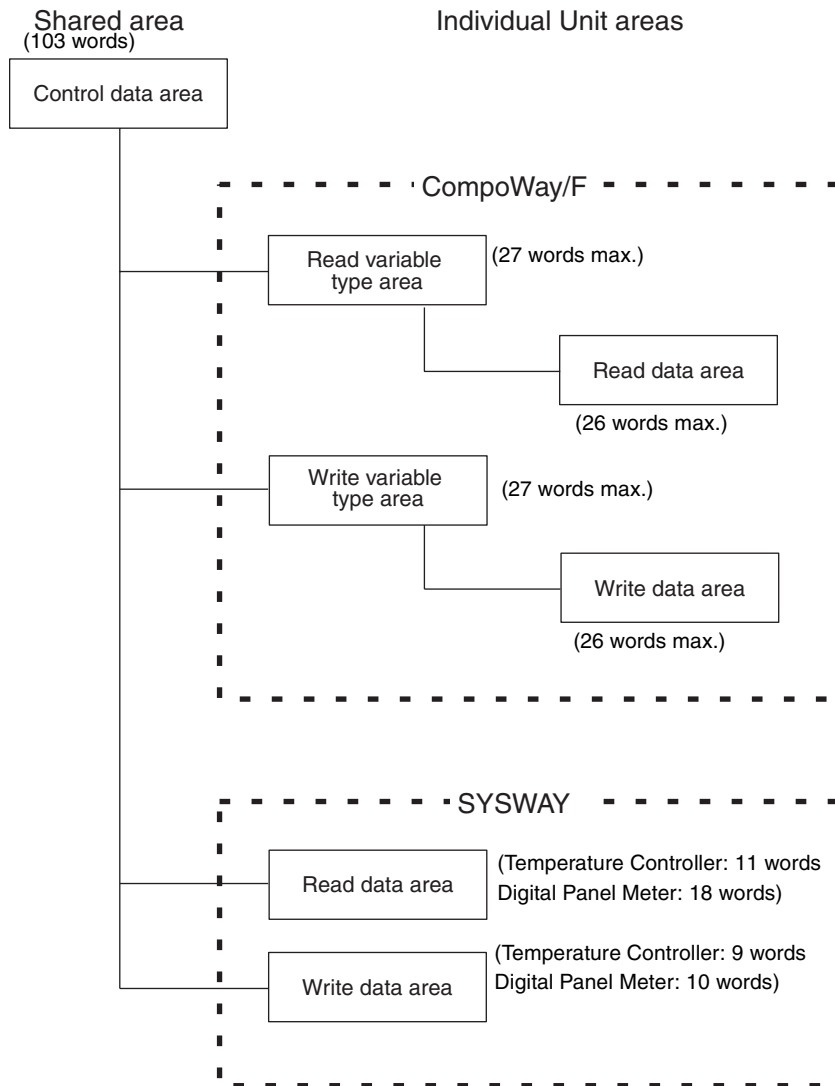 Shared area
(103 words)
Individual Unit areas
Control data area
CompoWay/F
Read variable
type area
(27 words max.)
Read data area
(26 words max.)
Write variable
type area
(27 words max.)
Write data area
(26 words max.)
SYSWAY
Read data area
(Temperature Controller: 11 words
Digital Panel Meter: 18 words)
Write data area
(Temperature Controller: 9 words
Digital Panel Meter: 10 words)